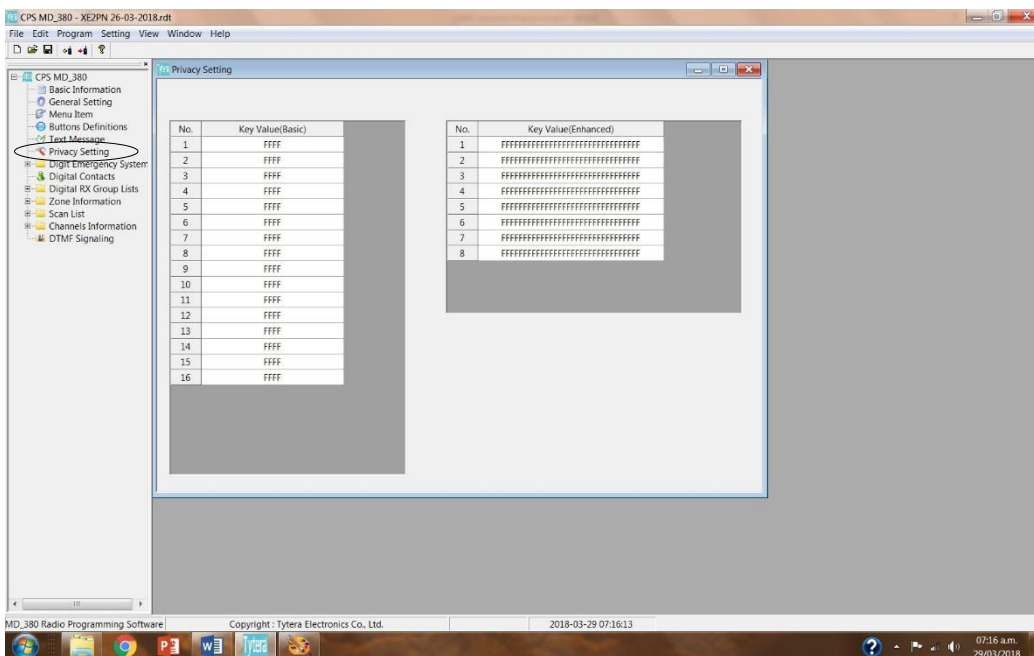 CPS MD_380 - XE2PN 26-03-2018.rdt
File Edit Program Setting View Window Help
CPS MD_380
Basic Information
General Setting
Menu Item
Buttons Definitions
Text Message
Privacy Setting
Digit Emergency System
Digital Contacts
Digital RX Group Lists
Zone Information
Scan List
Channels Information
DTMF Signaling
Privacy Setting
No. Key Value(Basic)
1 FFFF
2 FFFF
3 FFFF
4 FFFF
5 FFFF
6 FFFF
7 FFFF
8 FFFF
9 FFFF
10 FFFF
11 FFFF
12 FFFF
13 FFFF
14 FFFF
15 FFFF
16 FFFF
No. Key Value(Enhanced)
1 FFFFFFFFFFFFFFFFFFFFFFFFFFFFFFFF
2 FFFFFFFFFFFFFFFFFFFFFFFFFFFFFFFF
3 FFFFFFFFFFFFFFFFFFFFFFFFFFFFFFFF
4 FFFFFFFFFFFFFFFFFFFFFFFFFFFFFFFF
5 FFFFFFFFFFFFFFFFFFFFFFFFFFFFFFFF
6 FFFFFFFFFFFFFFFFFFFFFFFFFFFFFFFF
7 FFFFFFFFFFFFFFFFFFFFFFFFFFFFFFFF
8 FFFFFFFFFFFFFFFFFFFFFFFFFFFFFFFF
MD_380 Radio Programming Software
Copyright : Tytera Electronics Co., Ltd.
2018-03-29 07:16:13
Tytera
07:16 a.m.
29/03/2018